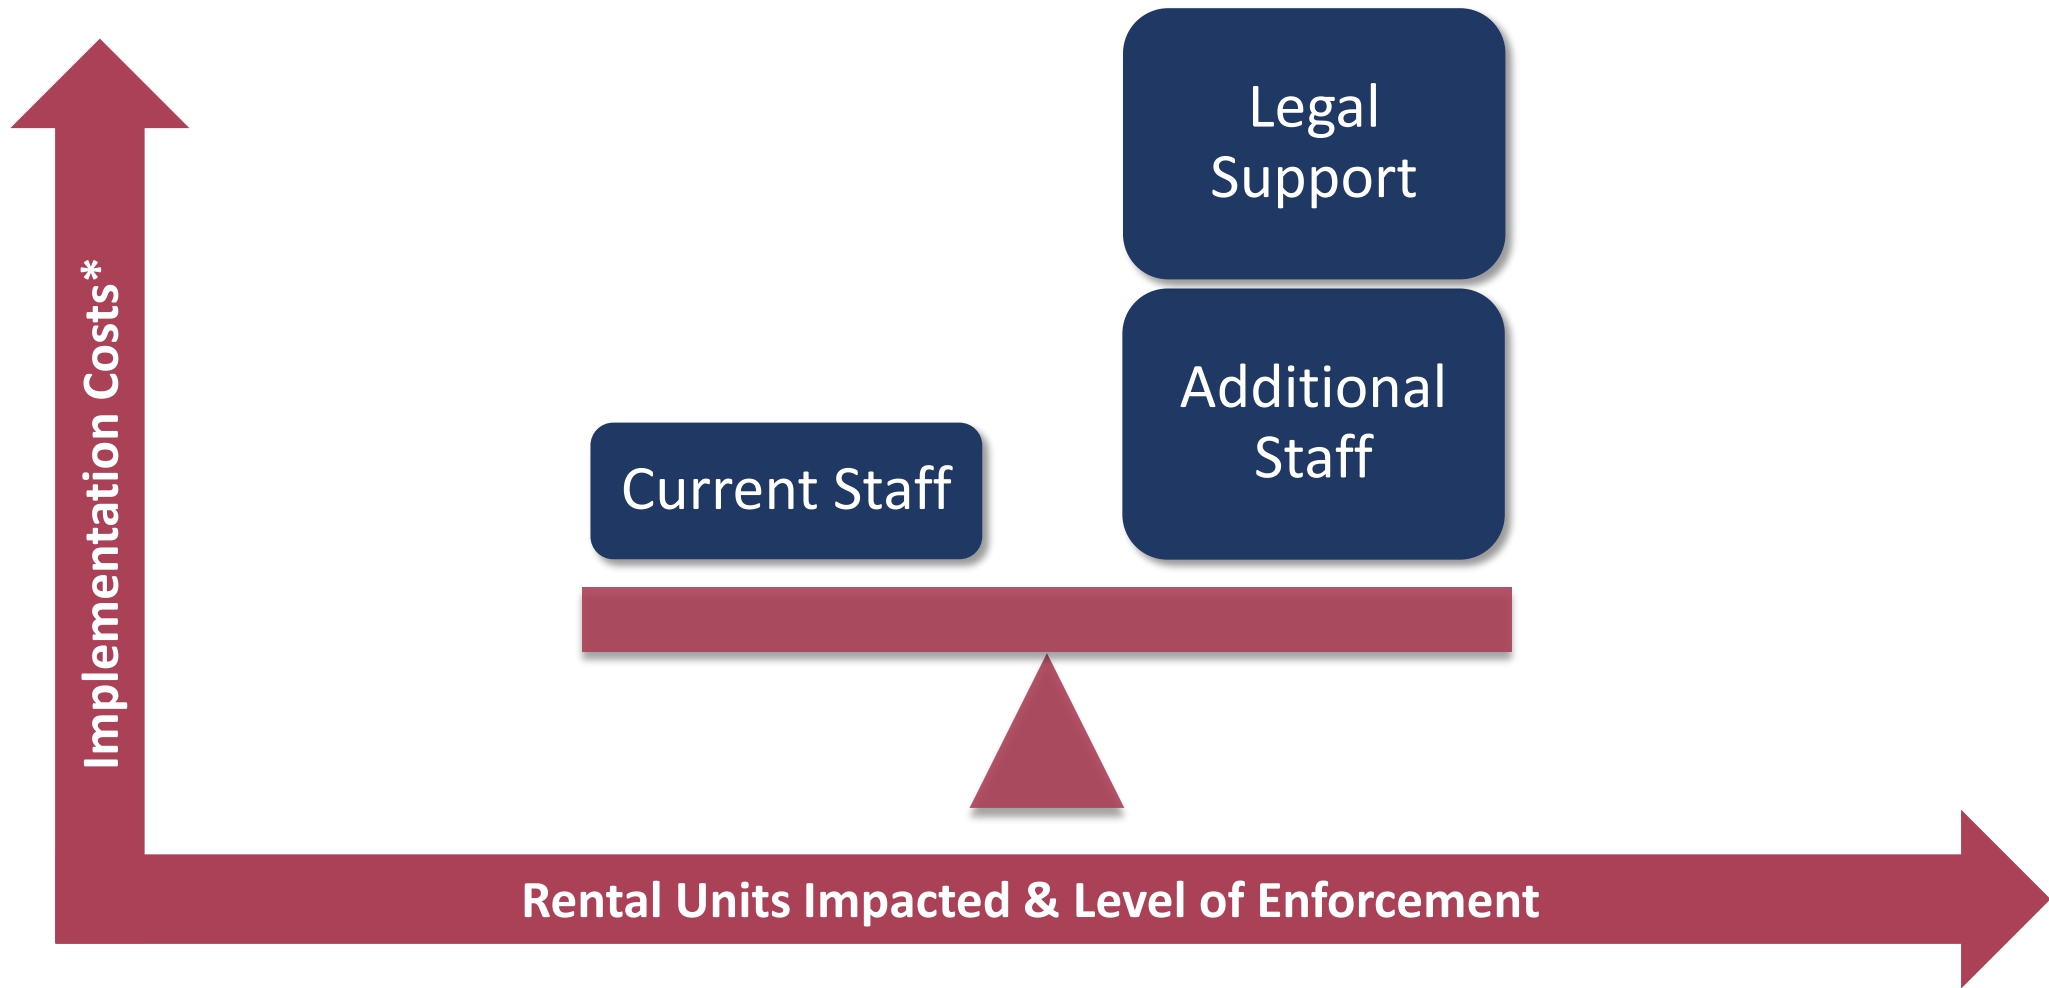 Legal
Support
Additional
Staff
Current Staff
Implementation Costs*
Rental Units Impacted & Level of Enforcement